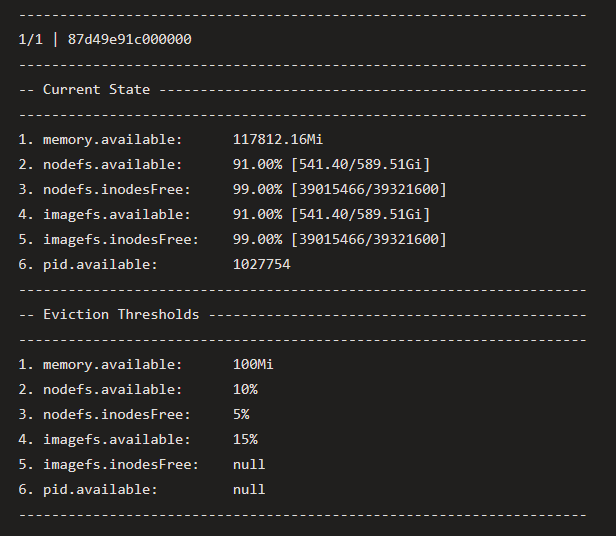 ---------------------------------------------------------------------
1/1 | 87d49e91c000000
---------------------------------------------------------------------
-- Current State ----------------------------------------------------
---------------------------------------------------------------------
1. memory.available:      117812.16Mi
2. nodefs.available:      91.00% [541.40/589.51Gi]
3. nodefs.inodesFree:     99.00% [39015466/39321600]
4. imagefs.available:     91.00% [541.40/589.51Gi]
5. imagefs.inodesFree:    99.00% [39015466/39321600]
6. pid.available:         1027754
---------------------------------------------------------------------
-- Eviction Thresholds ----------------------------------------------
---------------------------------------------------------------------
1. memory.available:      100Mi
2. nodefs.available:      10%
3. nodefs.inodesFree:     5%
4. imagefs.available:     15%
5. imagefs.inodesFree:    null
6. pid.available:         null
---------------------------------------------------------------------